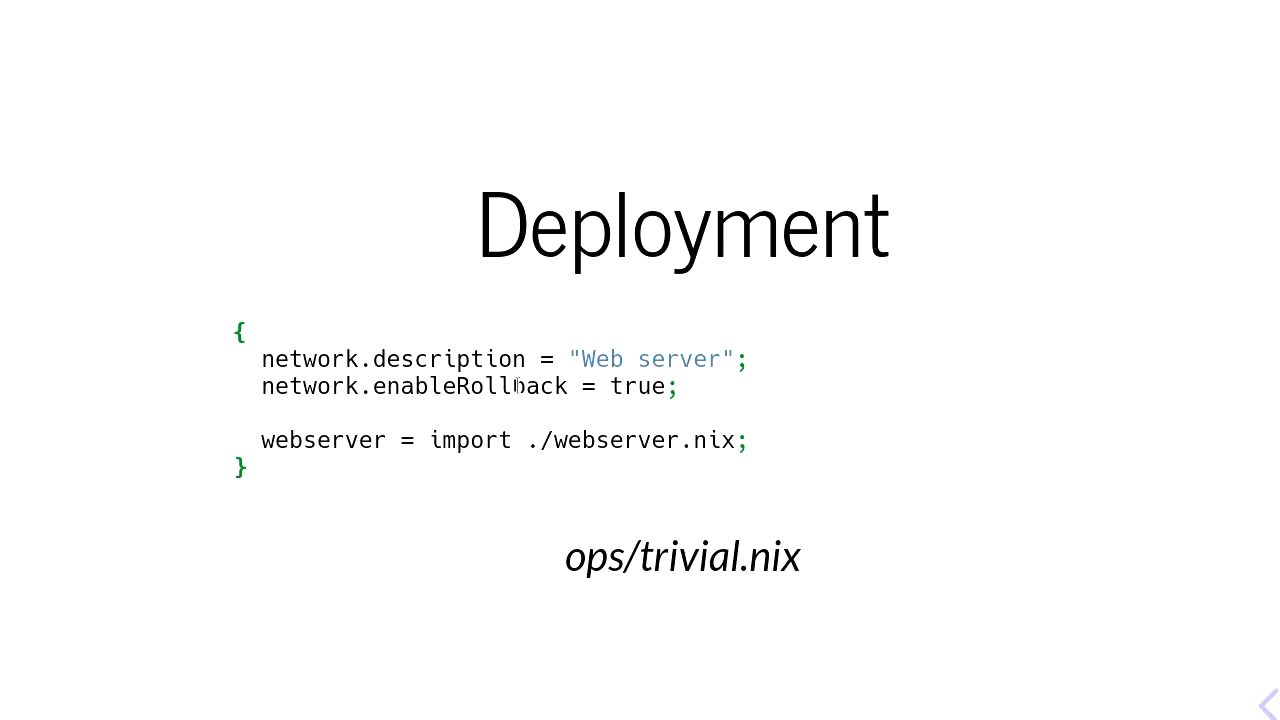 Deployment
{
  network.description = "Web server";
  network.enableRollback = true;

  webserver = import ./webserver.nix;
}
ops/trivial.nix